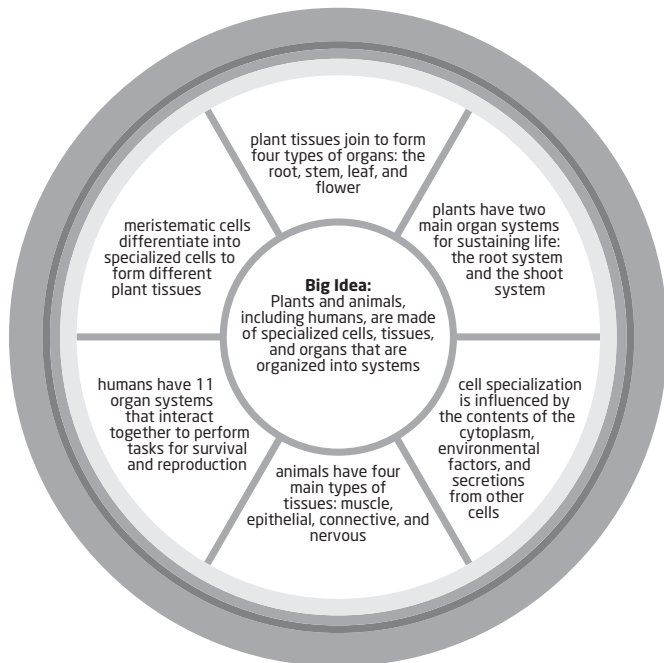 plant tissues join to form
four types of organs: the
root, stem, leaf, and
flower
plants have two
main organ systems
for sustaining life:
the root system
and the shoot
system
cell specialization
is influenced by
the contents of the
cytoplasm,
environmental
factors, and
secretions
from other
cells
animals have four
main types of
tissues: muscle,
epithelial, connective, and
nervous
humans have 11
organ systems
that interact
together to perform
tasks for survival
and reproduction
meristematic cells
differentiate into
specialized cells to
form different
plant tissues
Big Idea:
Plants and animals,
including humans, are made
of specialized cells, tissues,
and organs that are
organized into systems